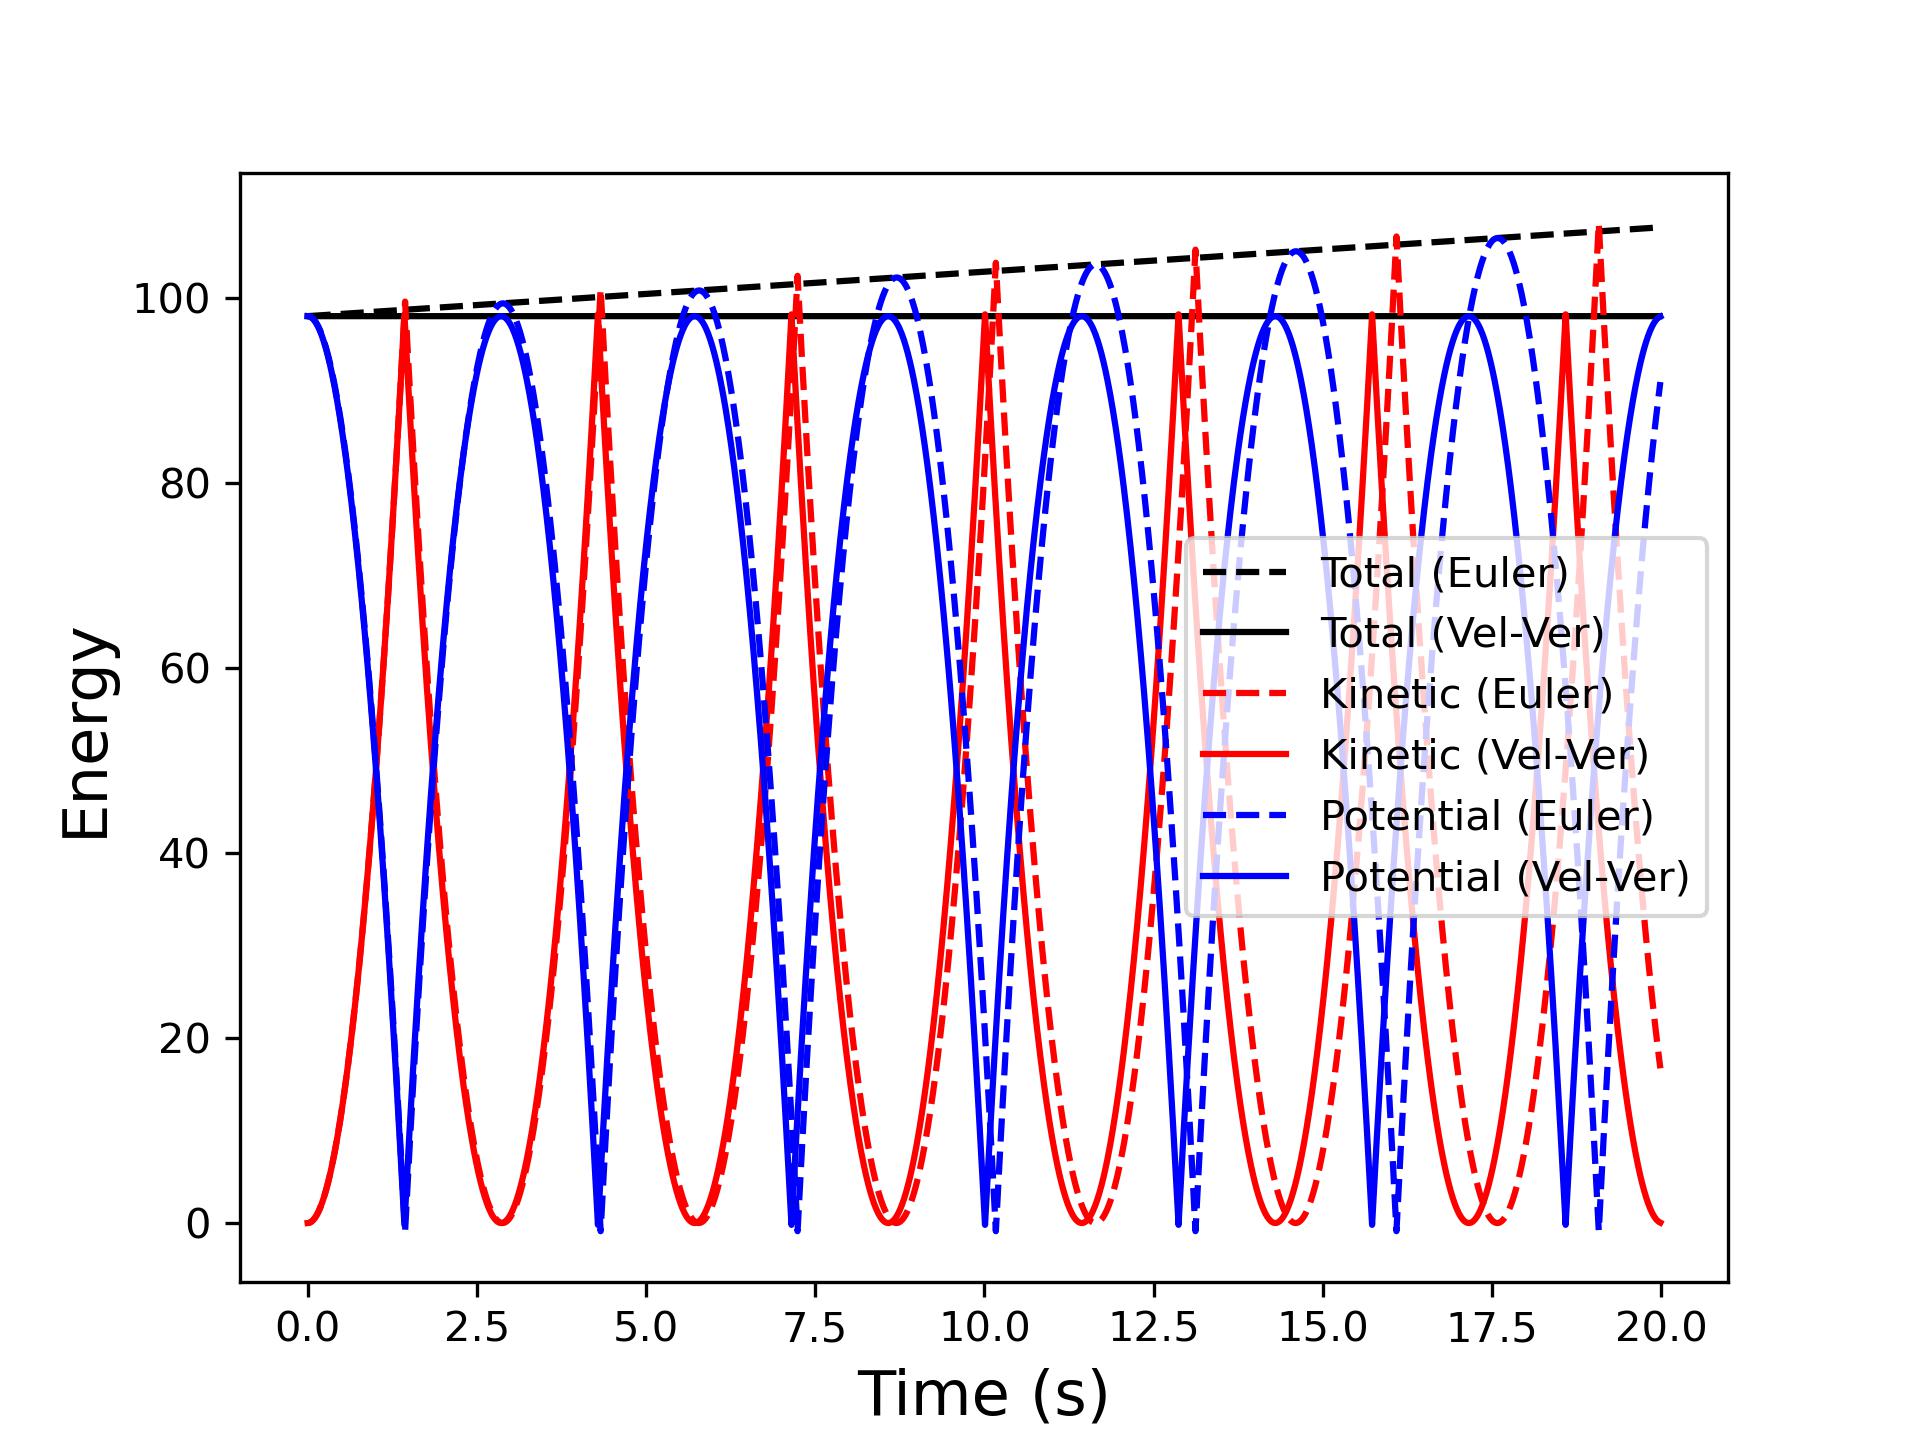 Energy
100
80
60
40
20
0
Total (Euler)
Total (Vel-Ver)
Kinetic (Euler)
Kinetic (Vel-Ver)
Potential (Euler)
Potential (Vel-Ver)
0.0 2.5 5.0 7.5 10.0 12.5 15.0 17.5 20.0
Time (s)